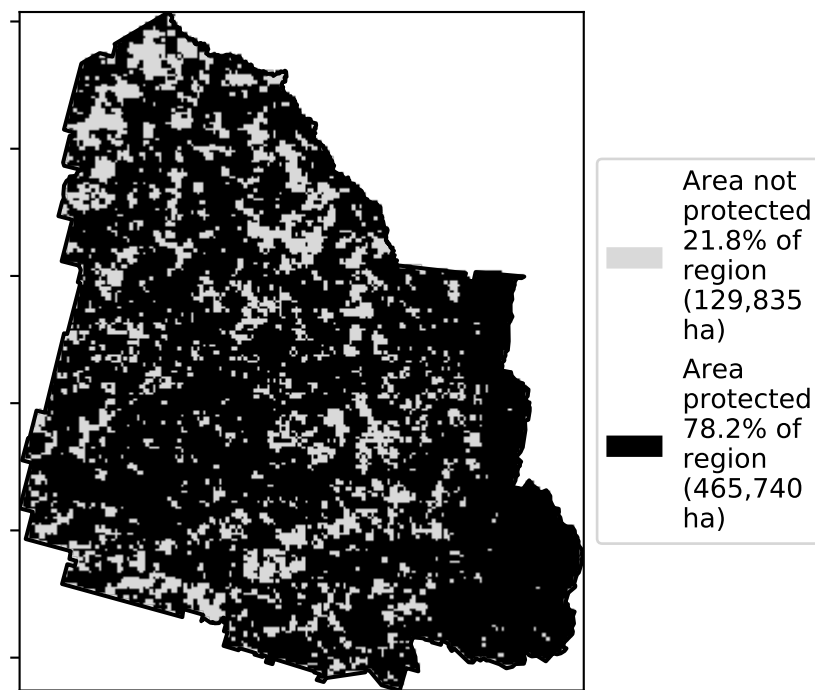 Area not
protected
21.8% of
region
(129,835
ha)
Area
protected
78.2% of
region
(465,740
ha)